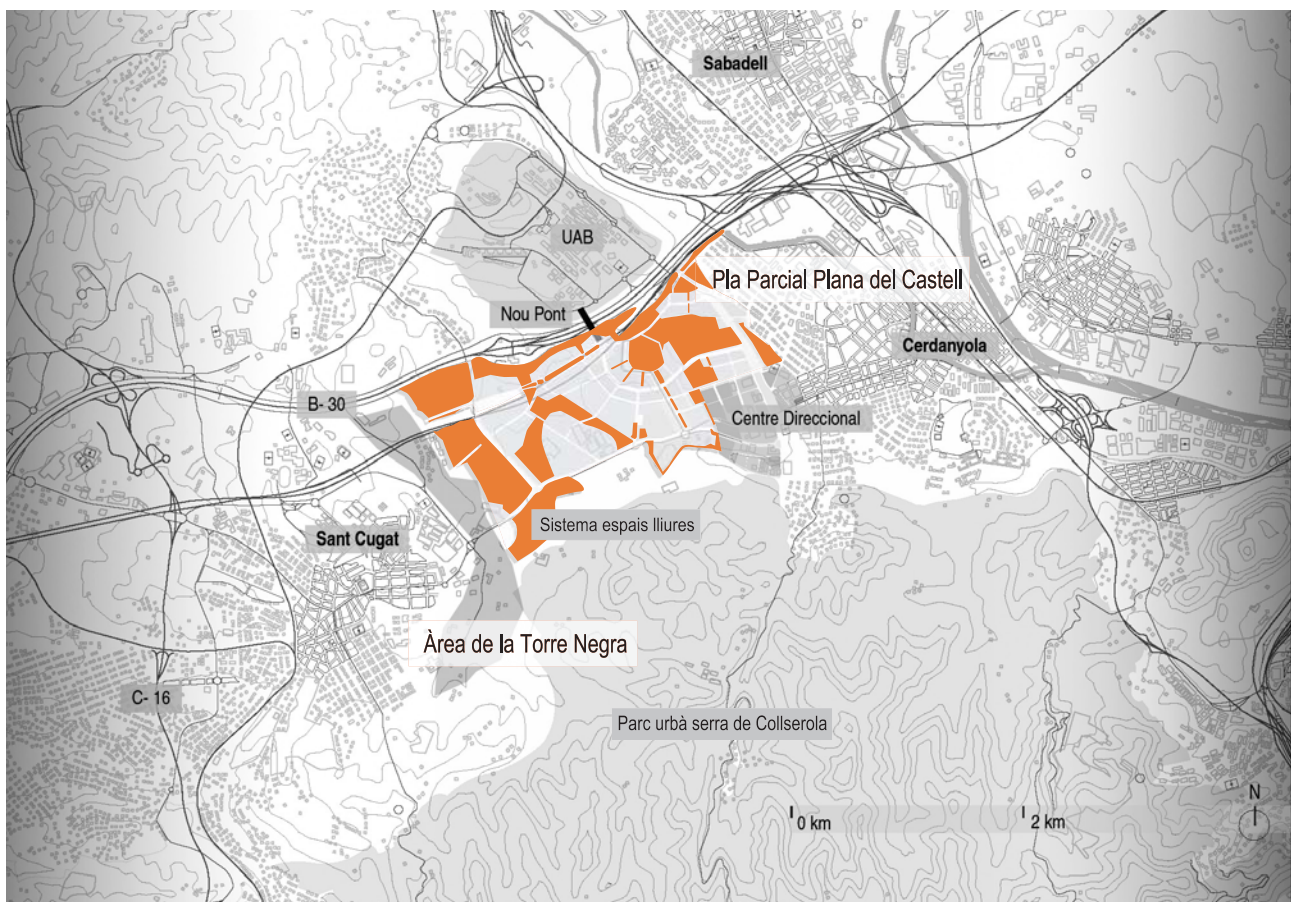 Sabadell
UAB
Pla Parcial Plana del Castell
Nou Pont
Cerdanyola
B- 30
Centre Direccional
Sistema espais lliures
Sant Cugat
Àrea de la Torre Negra
C- 16
Parc urbà serra de Collserola
N
0 km
2 km